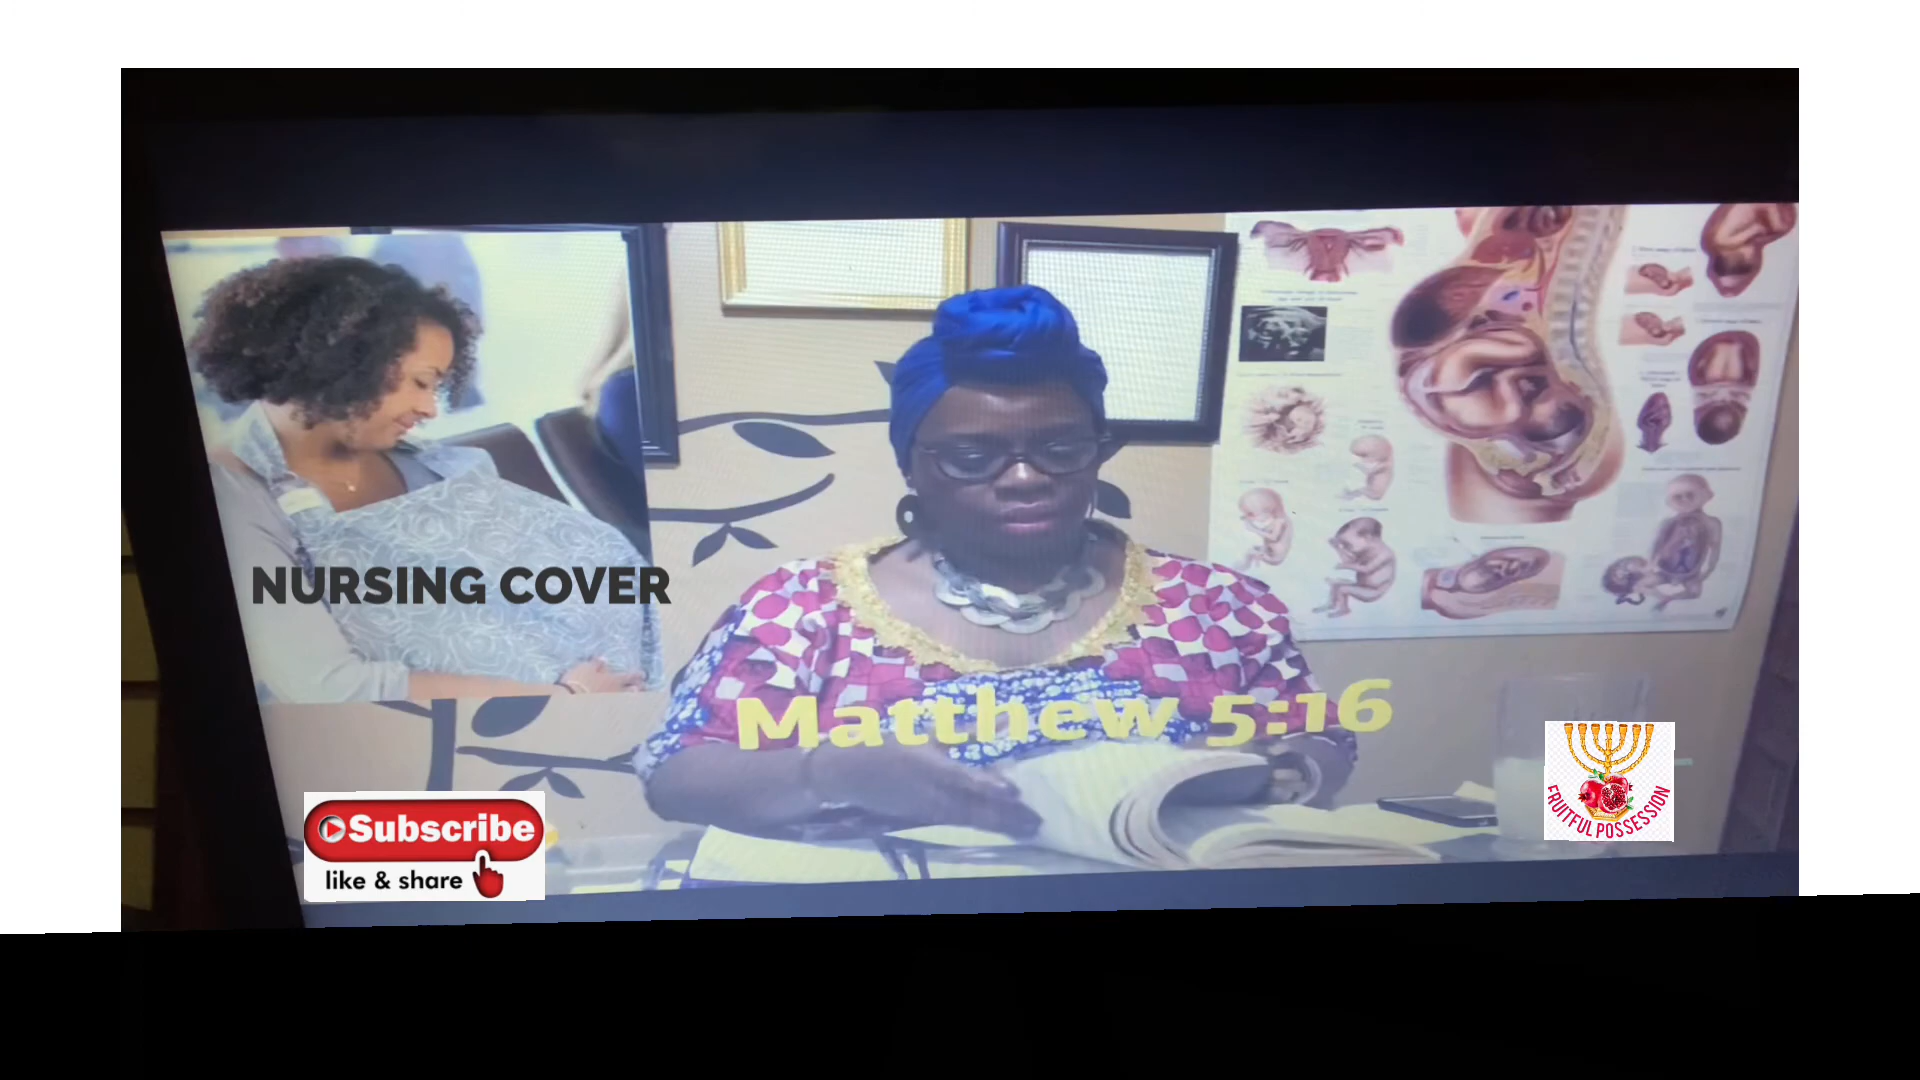 NURSING COVER
Matthew 5:16
Subscribe
like & share
FRUITFUL POSSESSION